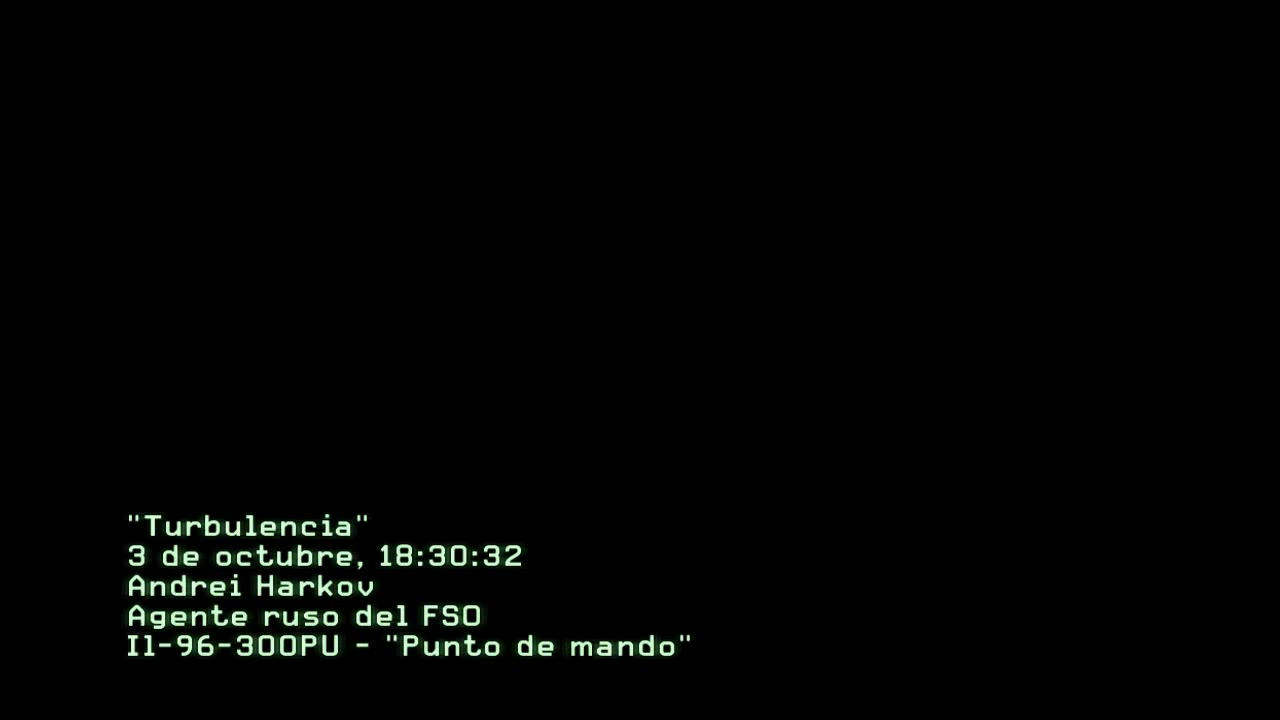 "Turbulencia"
3 de octubre, 18:30:32
Andrei Harkov
Agente ruso del FSO
Il-96-300PU - "Punto de mando"